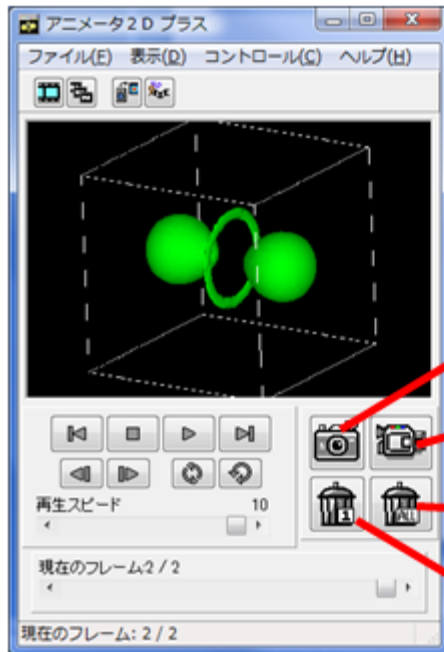 アニメータ2D プラス
ファイル(F) 表示(D) コントロール(C) ヘルプ(H)
再生スピード 10
1 ALL
現在のフレーム:2 / 2
現在のフレーム: 2 / 2